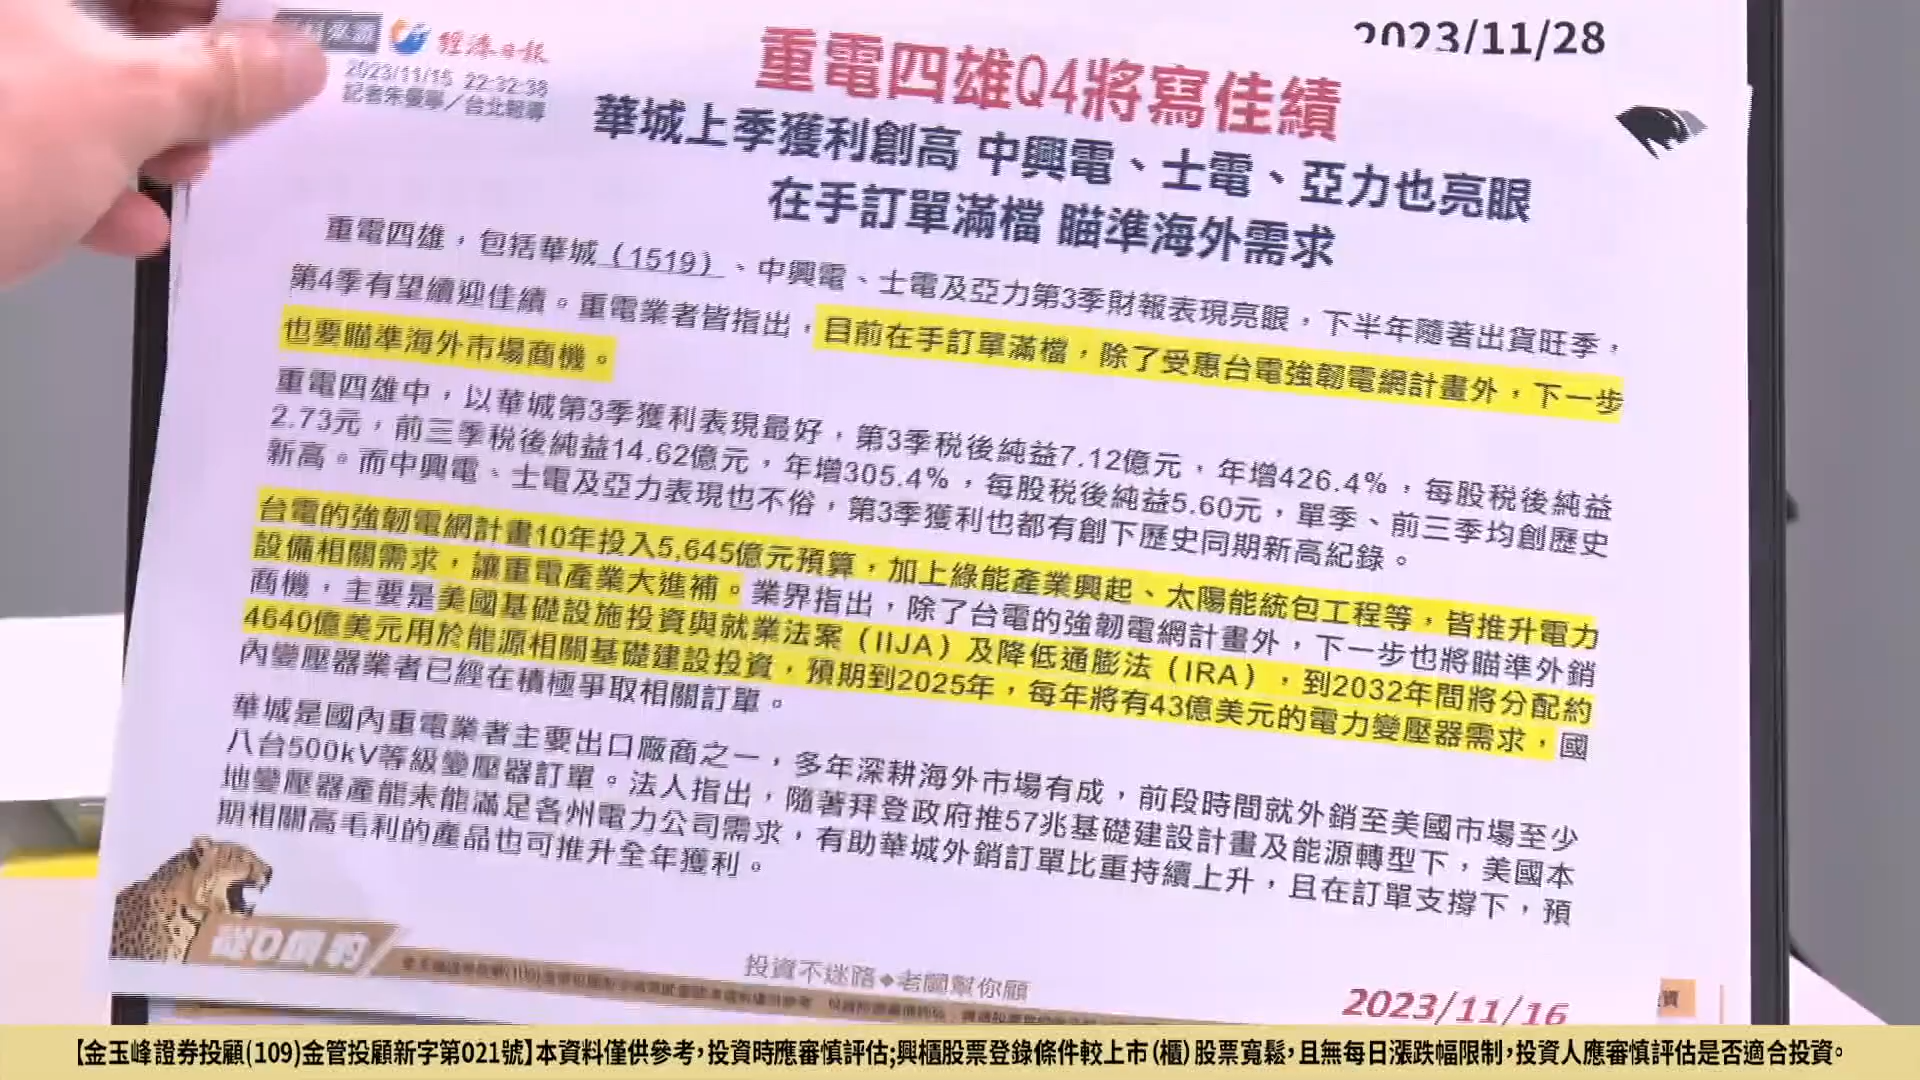 2023/11/28
經濟日報
2023/11/15 22:32:38
記者朱曼寧／台北報導
重電四雄Q4將寫佳績
華城上季獲利創高 中興電、士電、亞力也亮眼
在手訂單滿檔 瞄準海外需求
重電四雄，包括華城（1519）、中興電、士電及亞力第3季財報表現亮眼，下半年隨著出貨旺季，
第4季有望續迎佳績。重電業者皆指出，目前在手訂單滿檔，除了受惠台電強韌電網計畫外，下一步
也要瞄準海外市場商機。
重電四雄中，以華城第3季獲利表現最好，第3季稅後純益7.12億元，年增426.4%，每股稅後純益
2.73元，前三季稅後純益14.62億元，年增305.4%，每股稅後純益5.60元，單季、前三季均創歷史
新高。而中興電、士電及亞力表現也不俗，第3季獲利也都有創下歷史同期新高紀錄。
台電的強韌電網計畫10年投入5,645億元預算，加上綠能產業興起、太陽能統包工程等，皆推升電力
設備相關需求，讓重電產業大進補。業界指出，除了台電的強韌電網計畫外，下一步也將瞄準外銷
商機，主要是美國基礎設施投資與就業法案（IIJA）及降低通膨法（IRA），到2032年間將分配約
4640億美元用於能源相關基礎建設投資，預期到2025年，每年將有43億美元的電力變壓器需求，國
內變壓器業者已經在積極爭取相關訂單。
華城是國內重電業者主要出口廠商之一，多年深耕海外市場有成，前段時間就外銷至美國市場至少
八台500kV等級變壓器訂單。法人指出，隨著拜登政府推57兆基礎建設計畫及能源轉型下，美國本
地變壓器產能未能滿足各州電力公司需求，有助華城外銷訂單比重持續上升，且在訂單支撐下，預
期相關高毛利的產品也可推升全年獲利。
投資不迷路◆老闆幫你顧
2023/11/16
【金玉峰證券投顧(109)金管投顧新字第021號】本資料僅供參考，投資時應審慎評估；興櫃股票登錄條件較上市(櫃)股票寬鬆，且無每日漲跌幅限制，投資人應審慎評估是否適合投資。